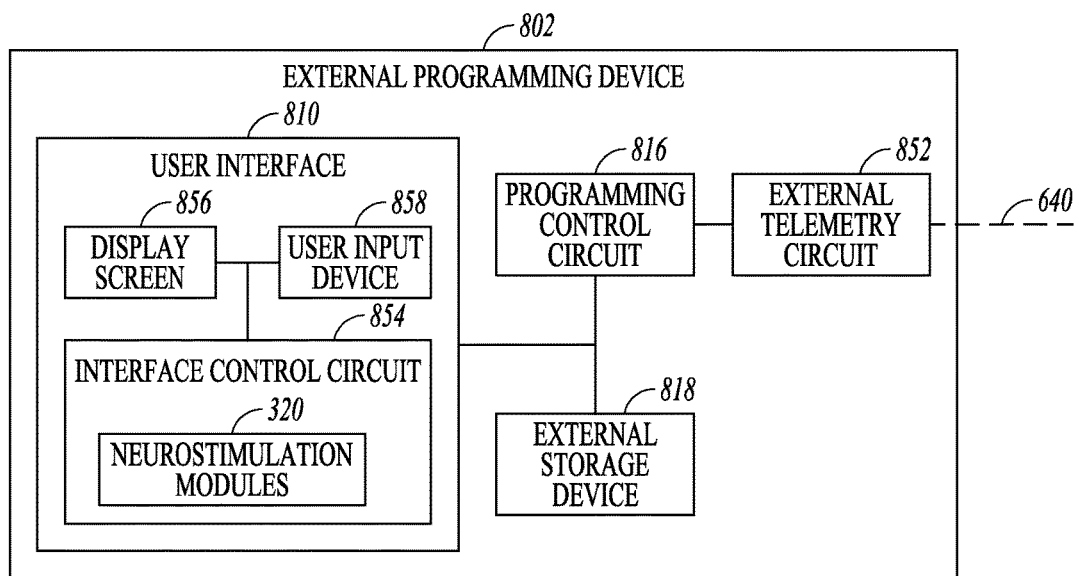 802
EXTERNAL PROGRAMMING DEVICE
810
USER INTERFACE
856
DISPLAY
SCREEN
858
USER INPUT
DEVICE
854
INTERFACE CONTROL CIRCUIT
320
NEUROSTIMULATION
MODULES
816
PROGRAMMING
CONTROL
CIRCUIT
852
EXTERNAL
TELEMETRY
CIRCUIT
640
818
EXTERNAL
STORAGE
DEVICE